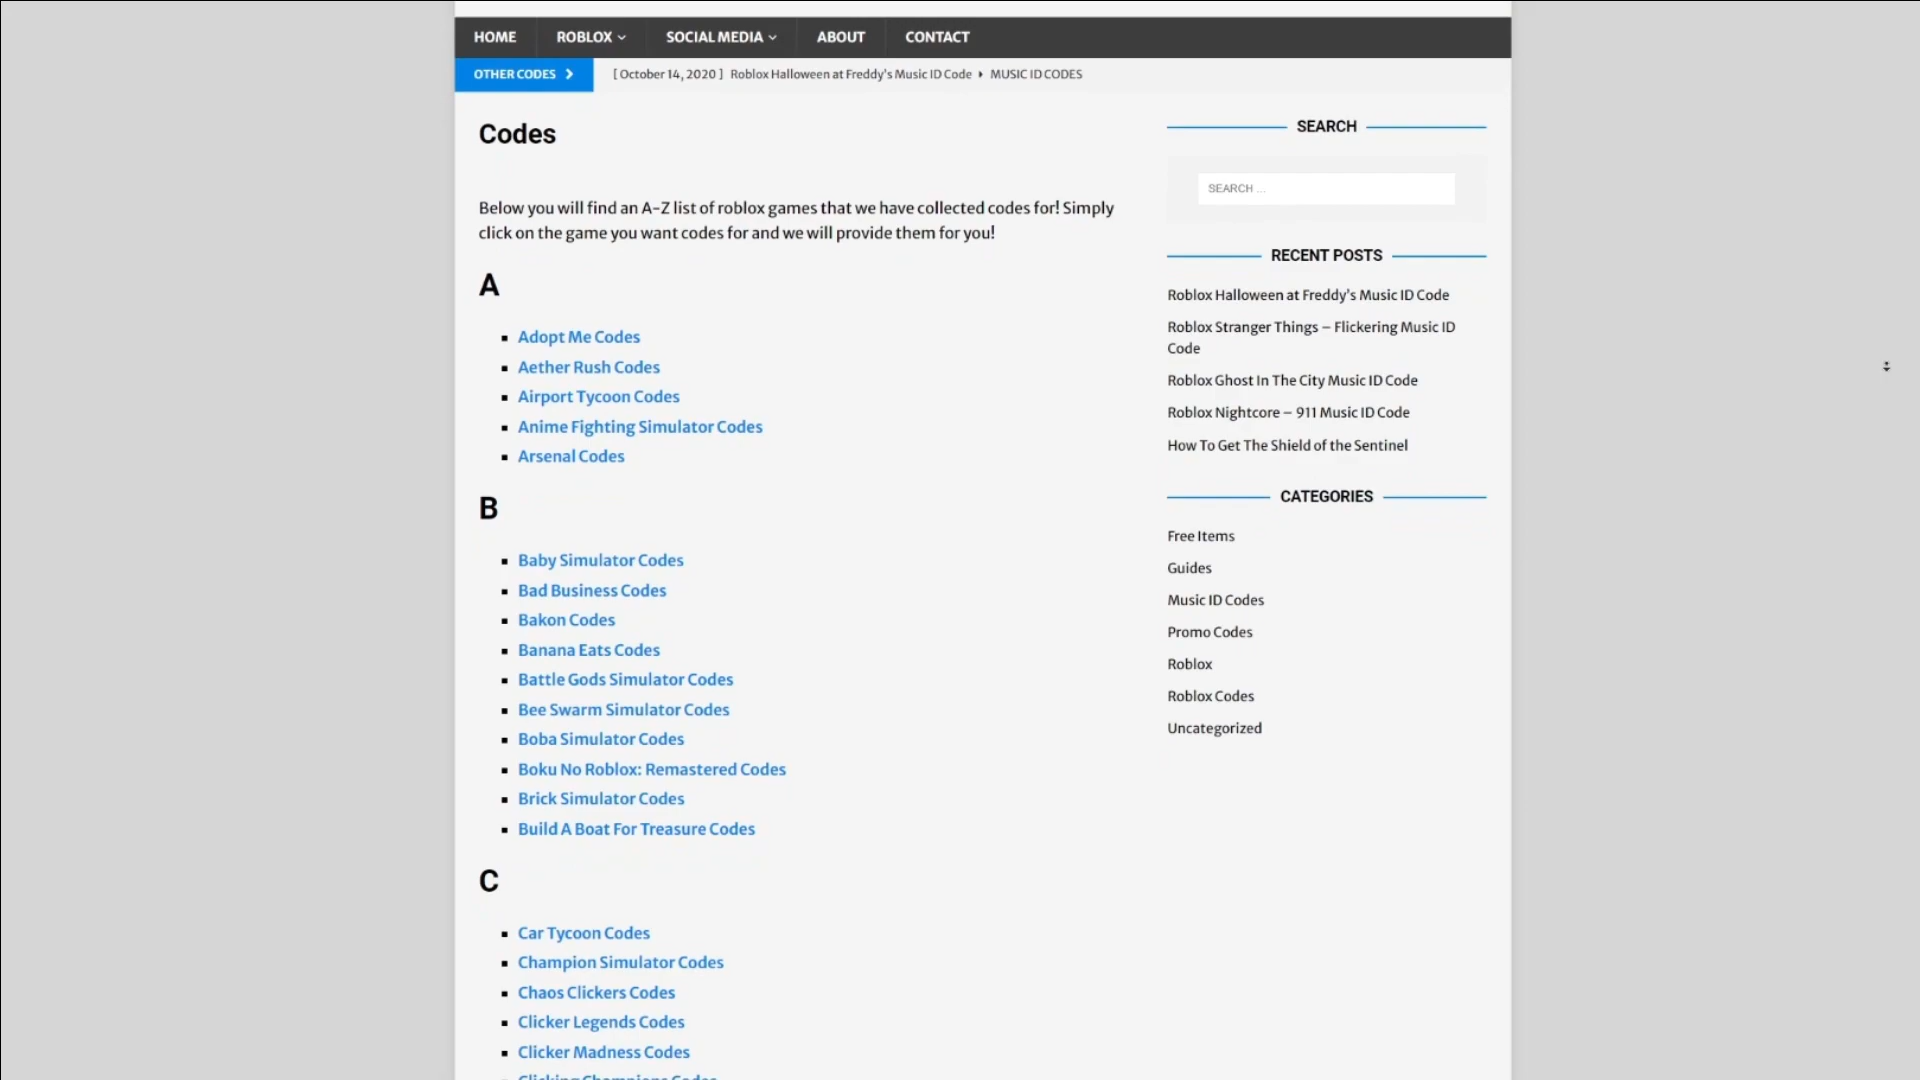 HOME ROBLOX SOCIAL MEDIA ABOUT CONTACT
OTHER CODES [ October 14, 2020 ] Roblox Halloween at Freddy's Music ID Code MUSIC ID CODES
Codes
Below you will find an A-Z list of roblox games that we have collected codes for! Simply
click on the game you want codes for and we will provide them for you!
A
Adopt Me Codes
Aether Rush Codes
Airport Tycoon Codes
Anime Fighting Simulator Codes
Arsenal Codes
B
Baby Simulator Codes
Bad Business Codes
Bakon Codes
Banana Eats Codes
Battle Gods Simulator Codes
Bee Swarm Simulator Codes
Boba Simulator Codes
Boku No Roblox: Remastered Codes
Brick Simulator Codes
Build A Boat For Treasure Codes
C
Car Tycoon Codes
Champion Simulator Codes
Chaos Clickers Codes
Clicker Legends Codes
Clicker Madness Codes
Clicking Champions Codes
SEARCH
SEARCH ...
RECENT POSTS
Roblox Halloween at Freddy's Music ID Code
Roblox Stranger Things – Flickering Music ID
Code
Roblox Ghost In The City Music ID Code
Roblox Nightcore – 911 Music ID Code
How To Get The Shield of the Sentinel
CATEGORIES
Free Items
Guides
Music ID Codes
Promo Codes
Roblox
Roblox Codes
Uncategorized